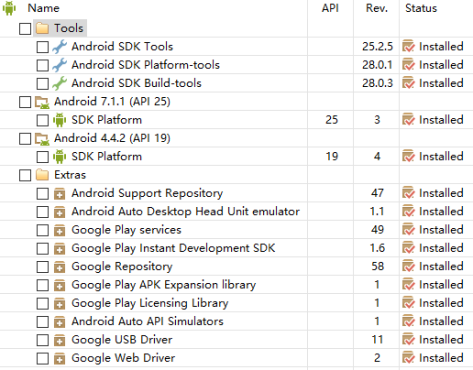 Name API Rev. Status
Tools
Android SDK Tools 25.2.5 Installed
Android SDK Platform-tools 28.0.1 Installed
Android SDK Build-tools 28.0.3 Installed
Android 7.1.1 (API 25)
SDK Platform 25 3 Installed
Android 4.4.2 (API 19)
SDK Platform 19 4 Installed
Extras
Android Support Repository 47 Installed
Android Auto Desktop Head Unit emulator 1.1 Installed
Google Play services 49 Installed
Google Play Instant Development SDK 1.6 Installed
Google Repository 58 Installed
Google Play APK Expansion library 1 Installed
Google Play Licensing Library 1 Installed
Android Auto API Simulators 1 Installed
Google USB Driver 11 Installed
Google Web Driver 2 Installed